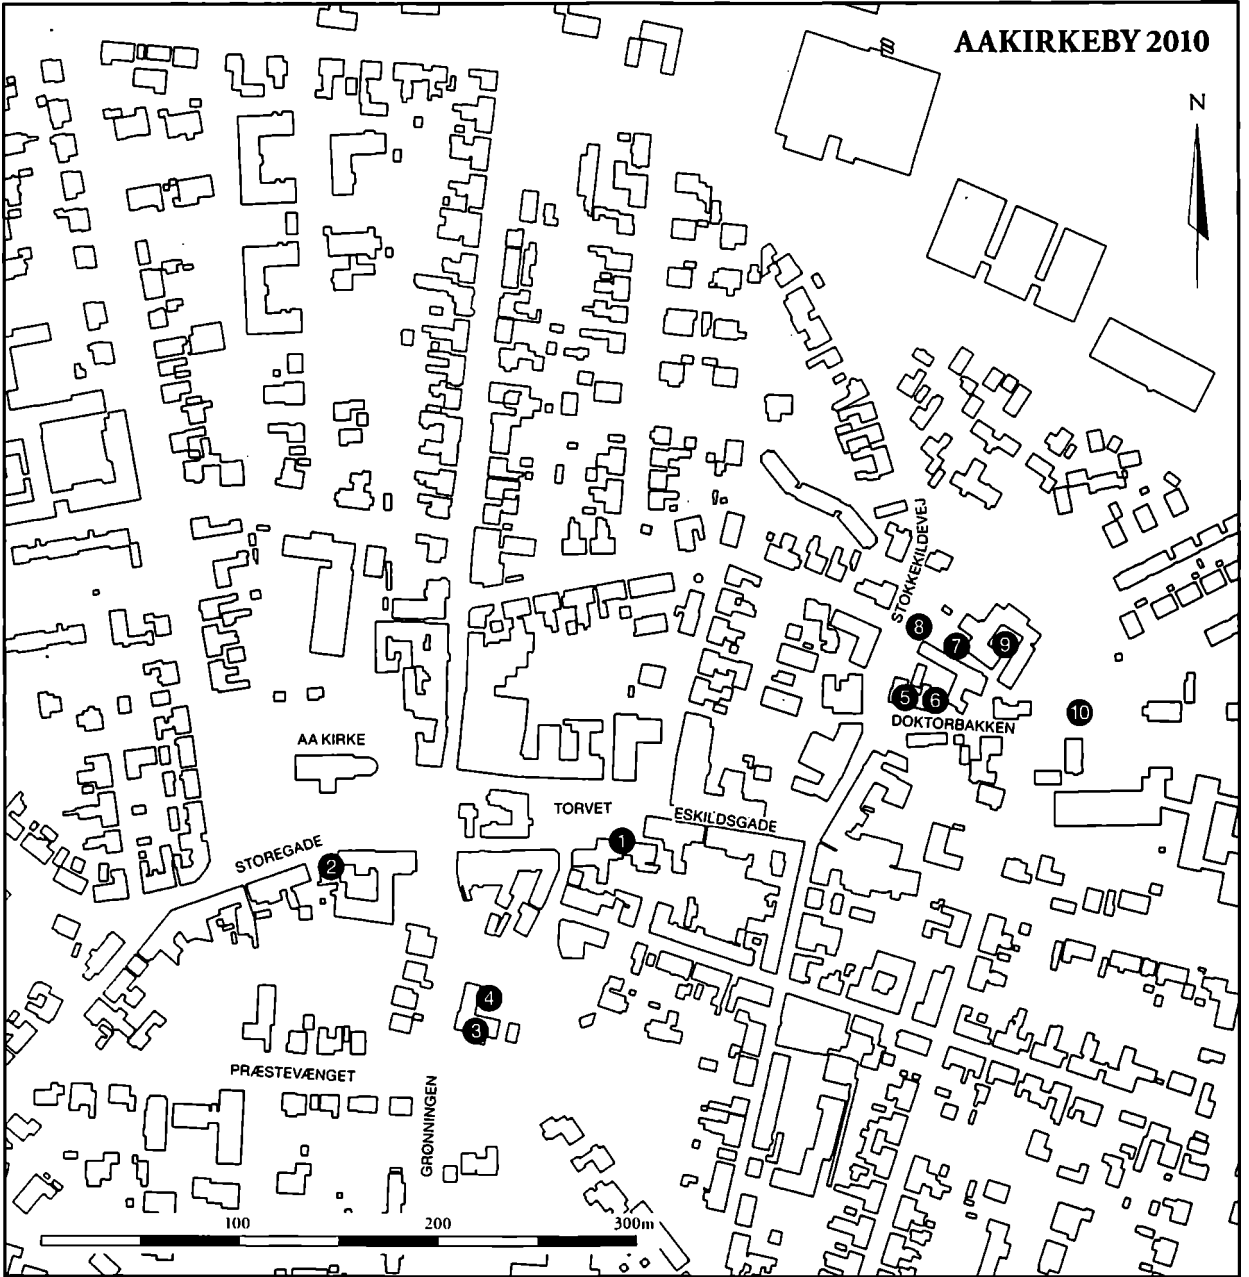 AAKIRKEBY 2010
N
STOKKEKILDEVEJ
8
7
9
5
6
10
DOKTORBAKKEN
AA KIRKE
TORVET
ESKILDSGADE
1
STOREGADE
2
4
3
PRÆSTEVÆNGET
GRØNNINGEN
100 200 300m